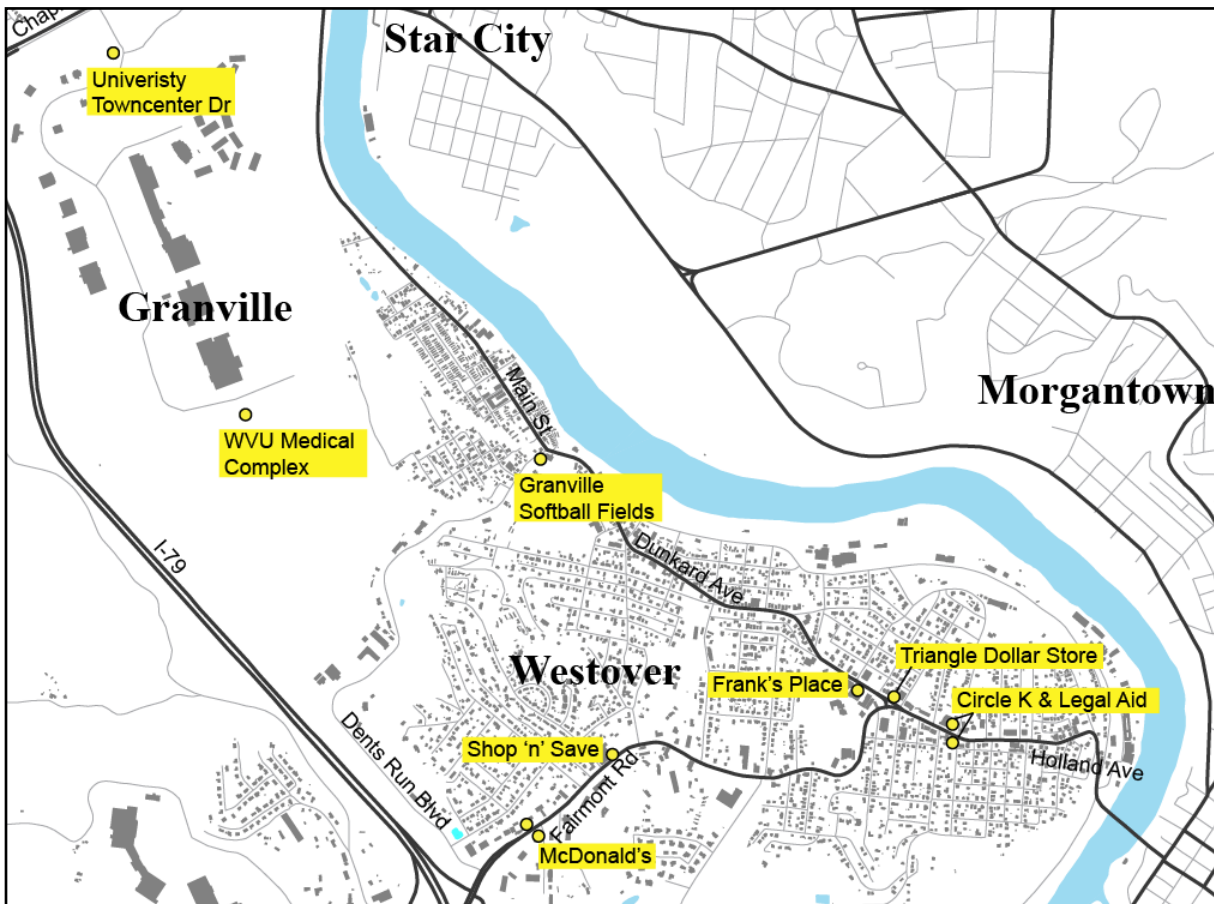 Chap
Star City
Univeristy
Towncenter Dr
Granville
Morgantown
Main St
WVU Medical
Complex
Granville
Softball Fields
I-79
Dunkard Ave
Westover
Triangle Dollar Store
Frank's Place
Circle K & Legal Aid
Shop 'n' Save
Holland Ave
Dents Run Blvd
Fairmont Rd
McDonald's